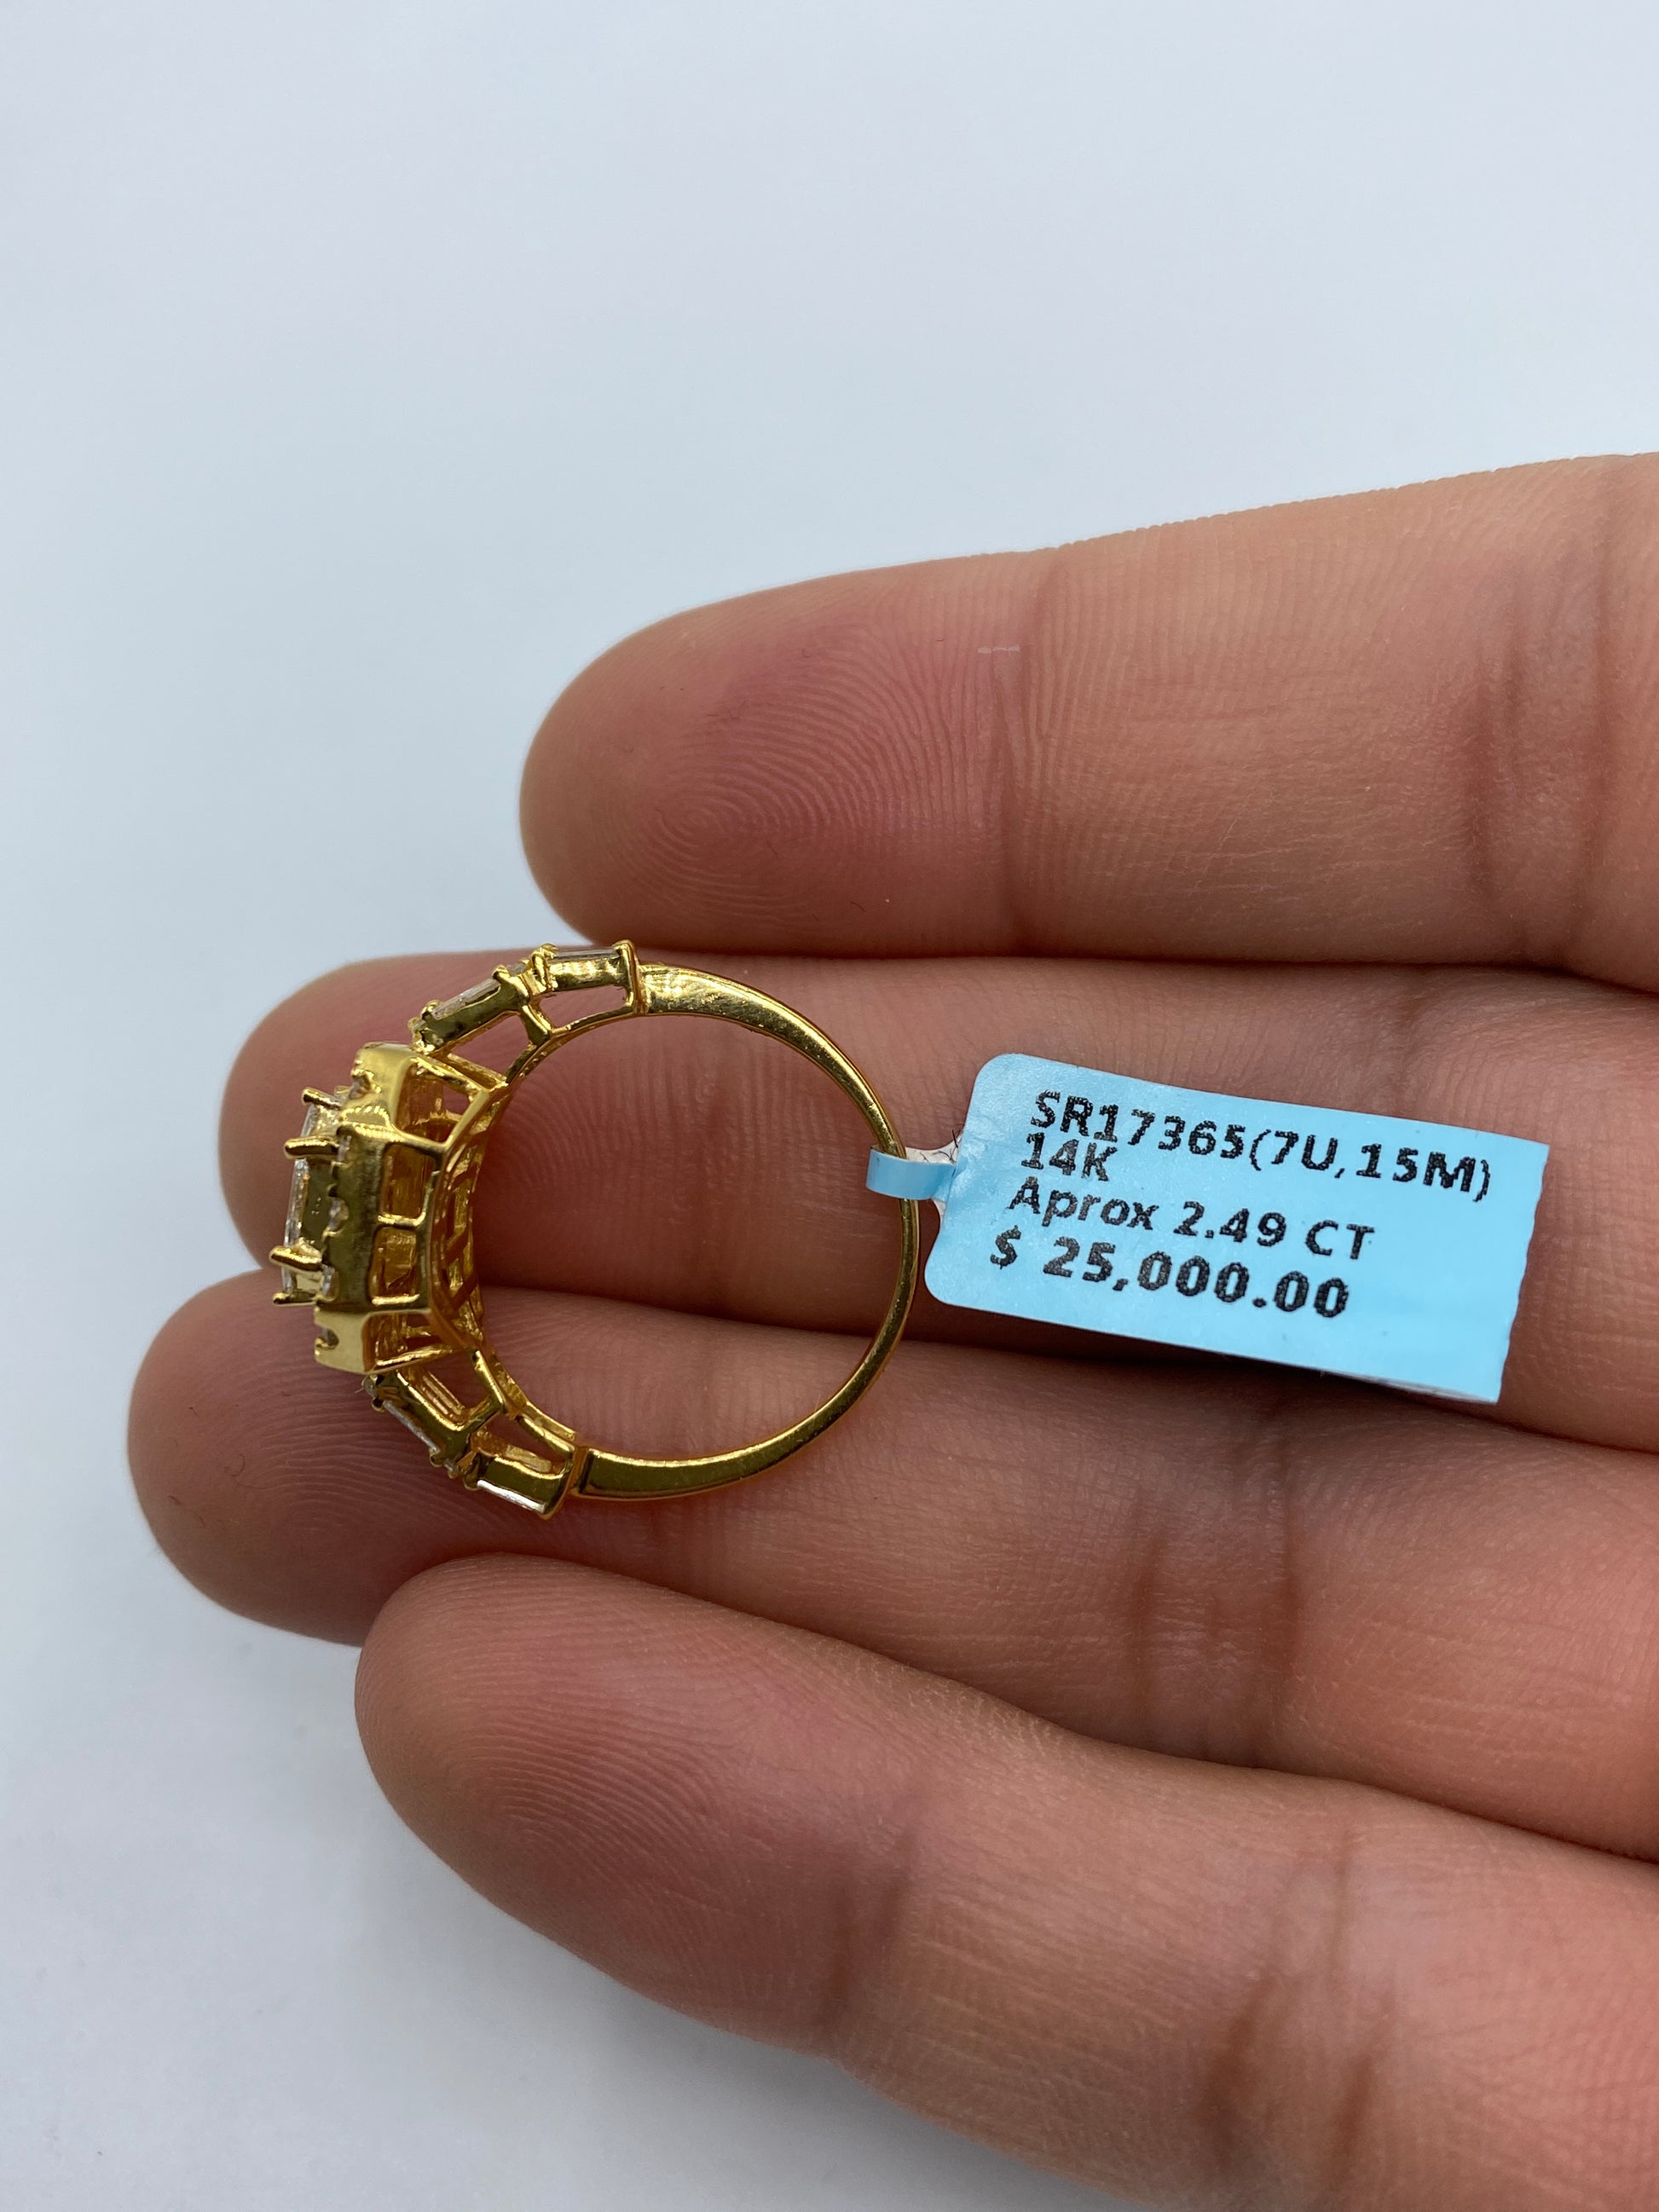 SR17365(7U,15M)
14K
Aprox 2.49 CT
$ 25,000.00